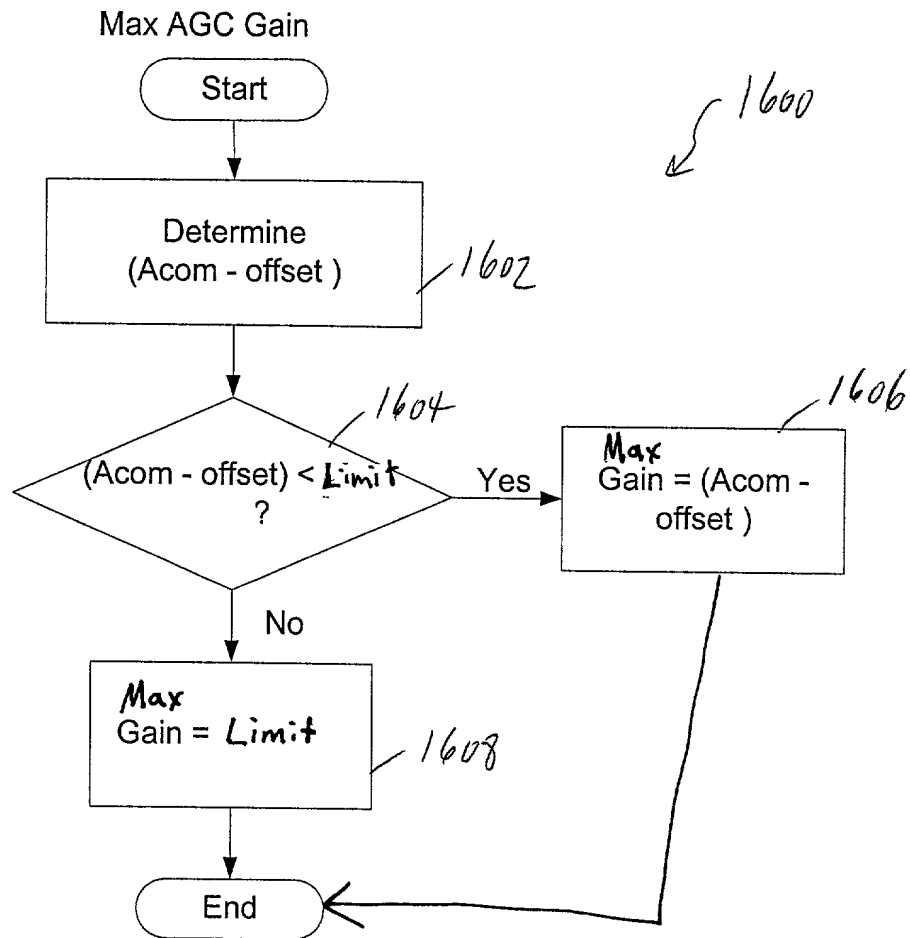 Max AGC Gain
Start
1600
Determine
(Acom - offset )
1602
1604
(Acom - offset) < Limit
?
Yes
1606
Max
Gain = (Acom -
offset )
No
Max
Gain = Limit
1608
End